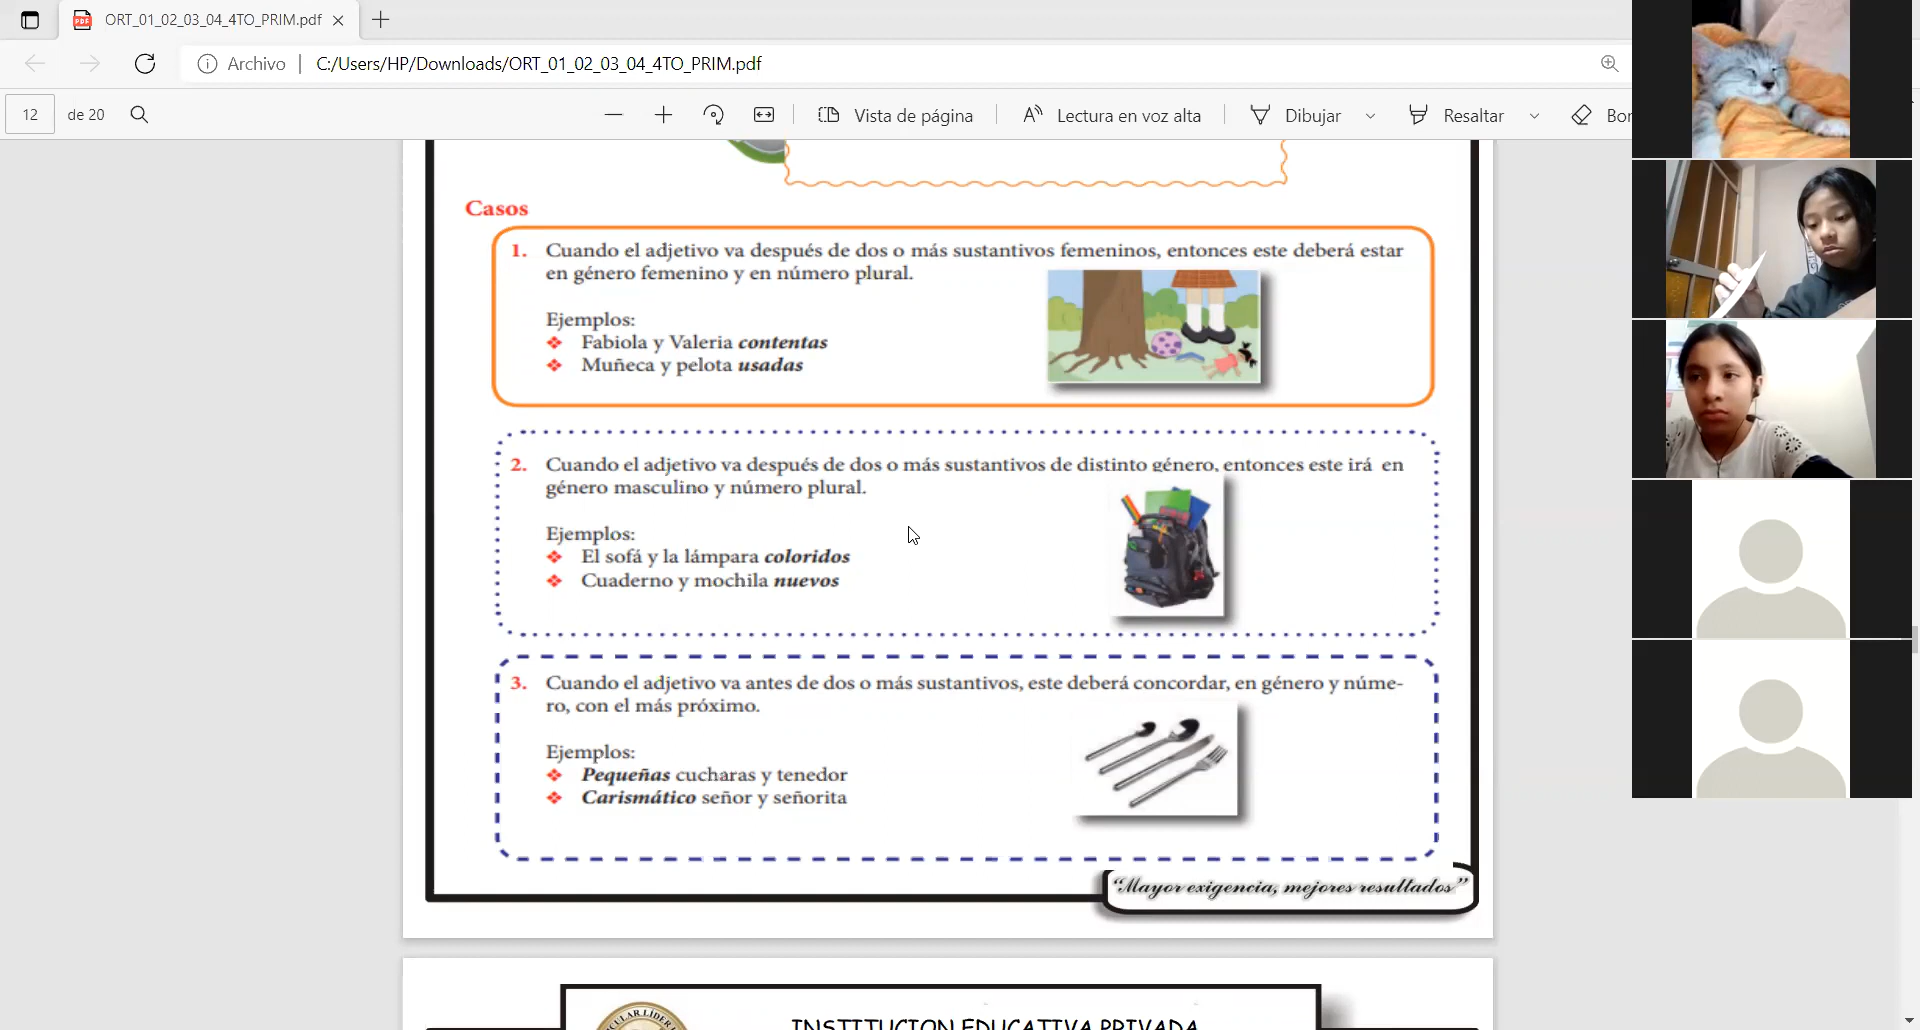 ORT_01_02_03_04_4TO_PRIM.pdf
Archivo | C:/Users/HP/Downloads/ORT_01_02_03_04_4TO_PRIM.pdf
12 de 20
Vista de página
Lectura en voz alta
Dibujar
Resaltar
Bor
Casos
1. Cuando el adjetivo va después de dos o más sustantivos femeninos, entonces este deberá estar
en género femenino y en número plural.
Ejemplos:
❖ Fabiola y Valeria contentas
❖ Muñeca y pelota usadas
2. Cuando el adjetivo va después de dos o más sustantivos de distinto género, entonces este irá en
género masculino y número plural.
Ejemplos:
❖ El sofá y la lámpara coloridos
❖ Cuaderno y mochila nuevos
3. Cuando el adjetivo va antes de dos o más sustantivos, este deberá concordar, en género y núme-
ro, con el más próximo.
Ejemplos:
❖ Pequeñas cucharas y tenedor
❖ Carismático señor y señorita
“Mayor exigencia, mejores resultados”
INSTITUCION EDUCATIVA PRIVADA